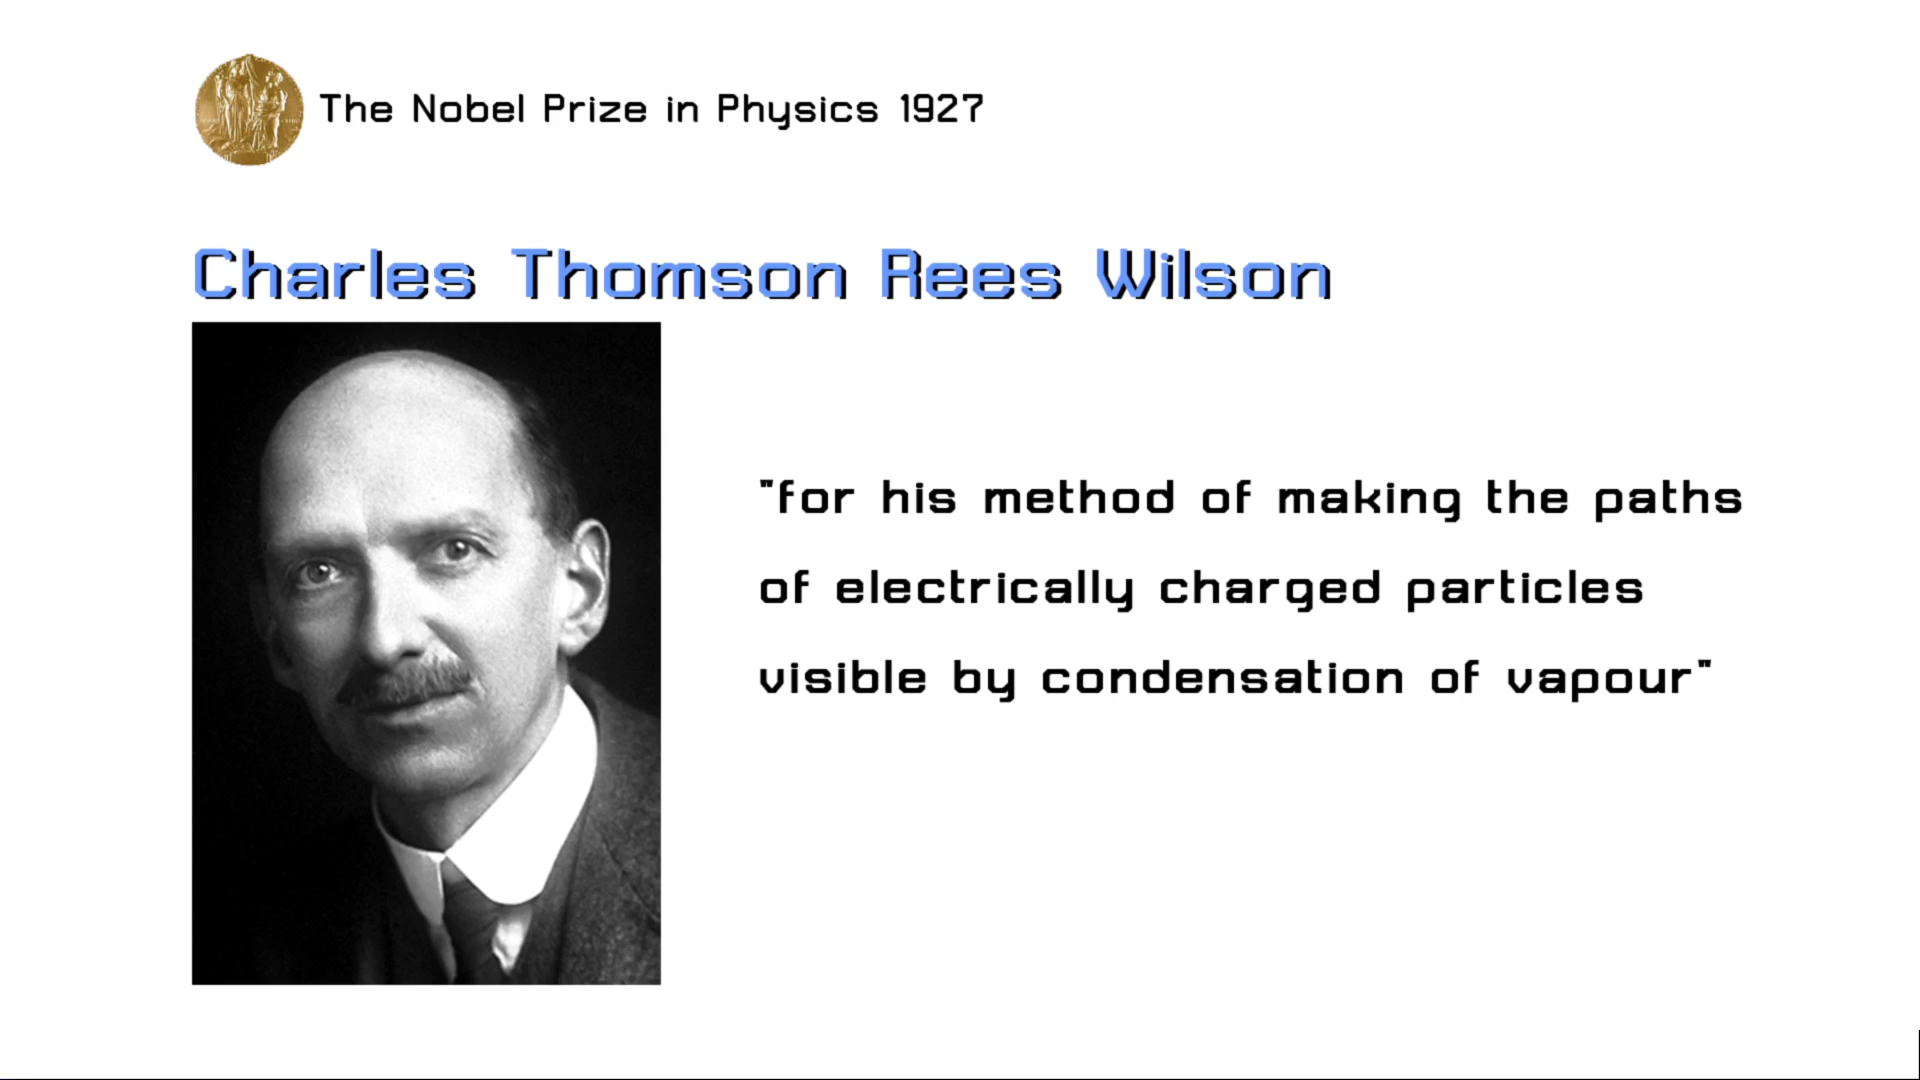 The Nobel Prize in Physics 1927
Charles Thomson Rees Wilson
"for his method of making the paths
of electrically charged particles
visible by condensation of vapour"